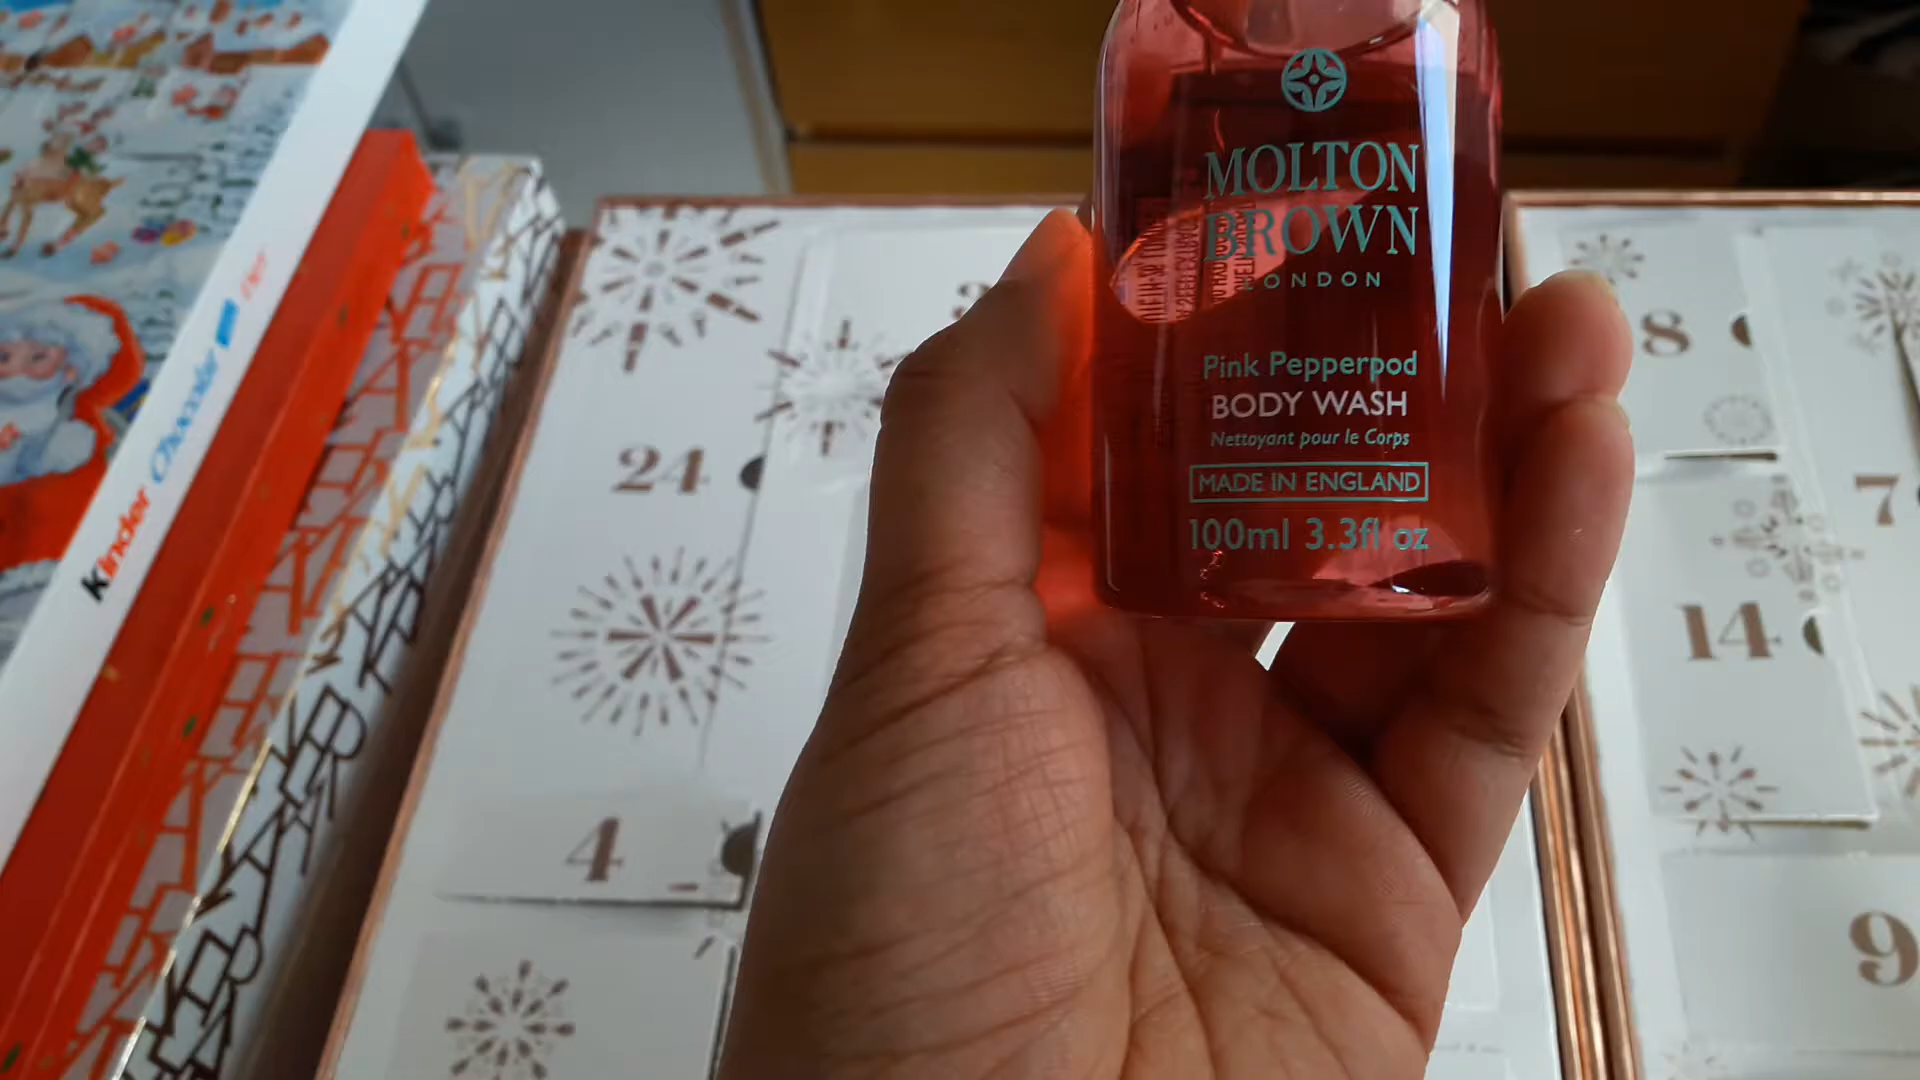 MOLTON
BROWN
LONDON
Pink Pepperpod
BODY WASH
Nettoyant pour le Corps
MADE IN ENGLAND
100ml 3.3fl oz
kinder Chocolate
24
4
8
7
14
9